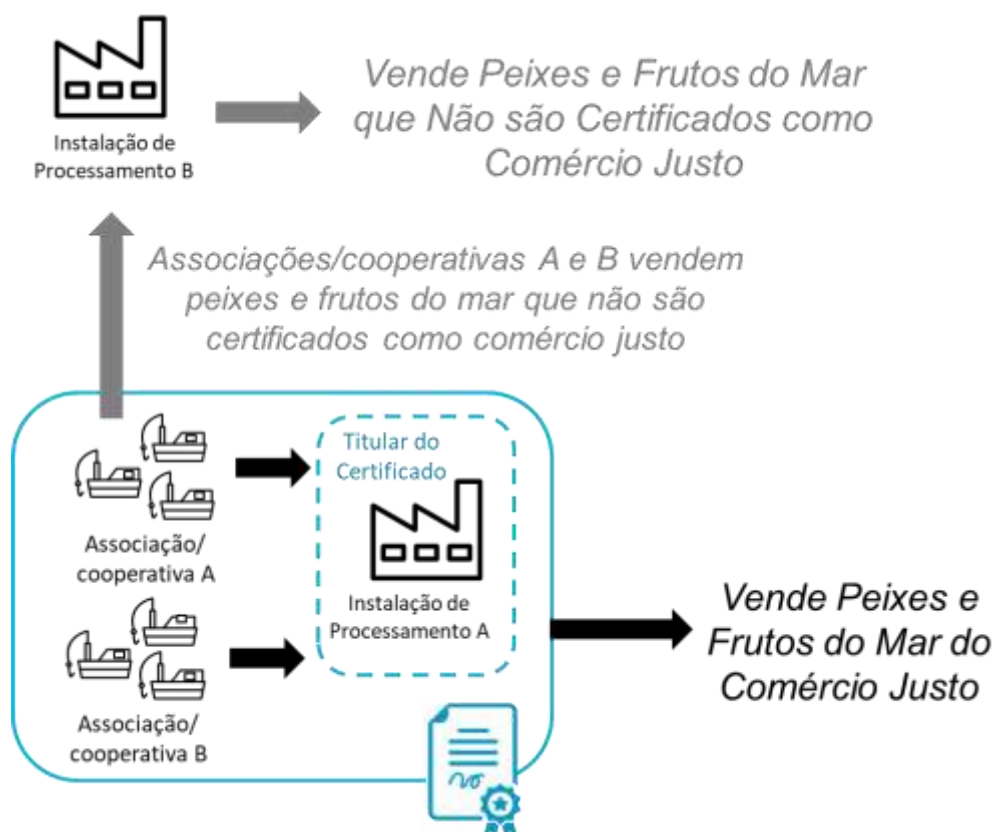 Instalação de
Processamento B
Vende Peixes e Frutos do Mar
que Não são Certificados como
Comércio Justo
Associações/cooperativas A e B vendem
peixes e frutos do mar que não são
certificados como comércio justo
Titular do
Certificado
Associação/
cooperativa A
Instalação de
Processamento A
Associação/
cooperativa B
Vende Peixes e
Frutos do Mar do
Comércio Justo